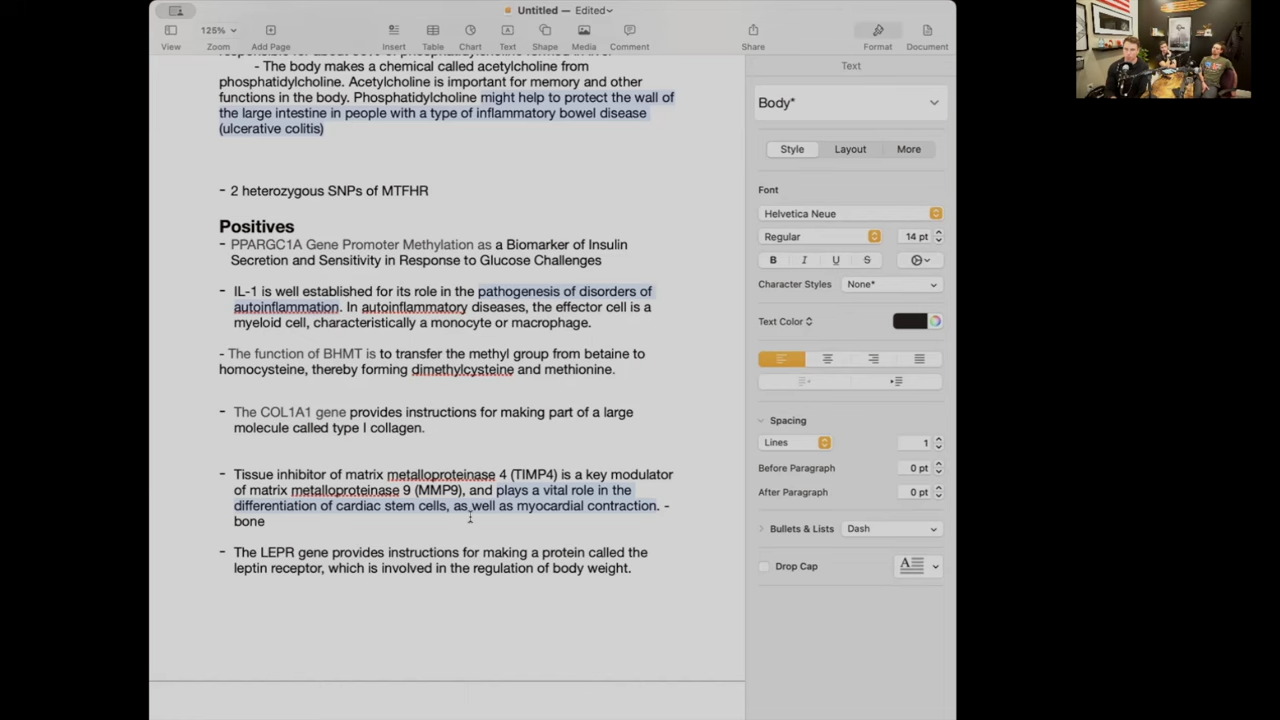 Untitled — Edited
125%
View
Zoom
Add Page
Insert
Table
Chart
Text
Shape
Media
Comment
Share
Format
Document
- The body makes a chemical called acetylcholine from
phosphatidylcholine. Acetylcholine is important for memory and other
functions in the body. Phosphatidylcholine might help to protect the wall of
the large intestine in people with a type of inflammatory bowel disease
(ulcerative colitis)
- 2 heterozygous SNPs of MTFHR
Positives
- PPARGC1A Gene Promoter Methylation as a Biomarker of Insulin
Secretion and Sensitivity in Response to Glucose Challenges
- IL-1 is well established for its role in the pathogenesis of disorders of
autoinflammation. In autoinflammatory diseases, the effector cell is a
myeloid cell, characteristically a monocyte or macrophage.
- The function of BHMT is to transfer the methyl group from betaine to
homocysteine, thereby forming dimethylcysteine and methionine.
- The COL1A1 gene provides instructions for making part of a large
molecule called type I collagen.
- Tissue inhibitor of matrix metalloproteinase 4 (TIMP4) is a key modulator
of matrix metalloproteinase 9 (MMP9), and plays a vital role in the
differentiation of cardiac stem cells, as well as myocardial contraction. -
bone
- The LEPR gene provides instructions for making a protein called the
leptin receptor, which is involved in the regulation of body weight.
Text
Body*
Style
Layout
More
Font
Helvetica Neue
Regular
14 pt
B
I
U
S
Character Styles
None*
Text Color
Spacing
Lines
1
Before Paragraph
0 pt
After Paragraph
0 pt
Bullets & Lists
Dash
Drop Cap
A